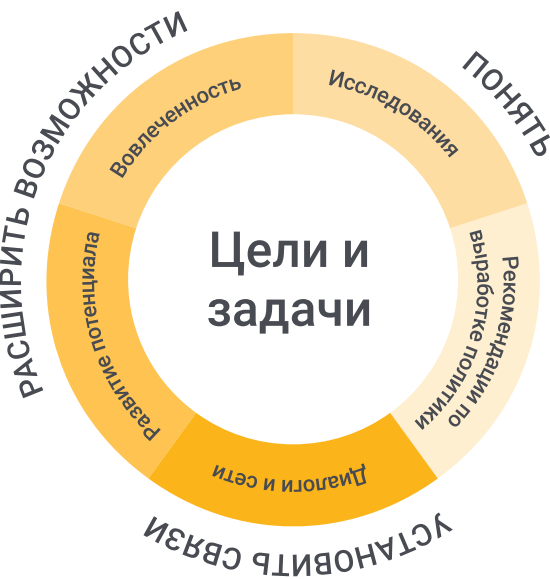 Цели и
задачи
ПОНЯТЬ
Исследования
Рекомендации по
выработке политики
УСТАНОВИТЬ СВЯЗИ
Диалоги и сети
РАСШИРИТЬ ВОЗМОЖНОСТИ
Развитие потенциала
Вовлеченность